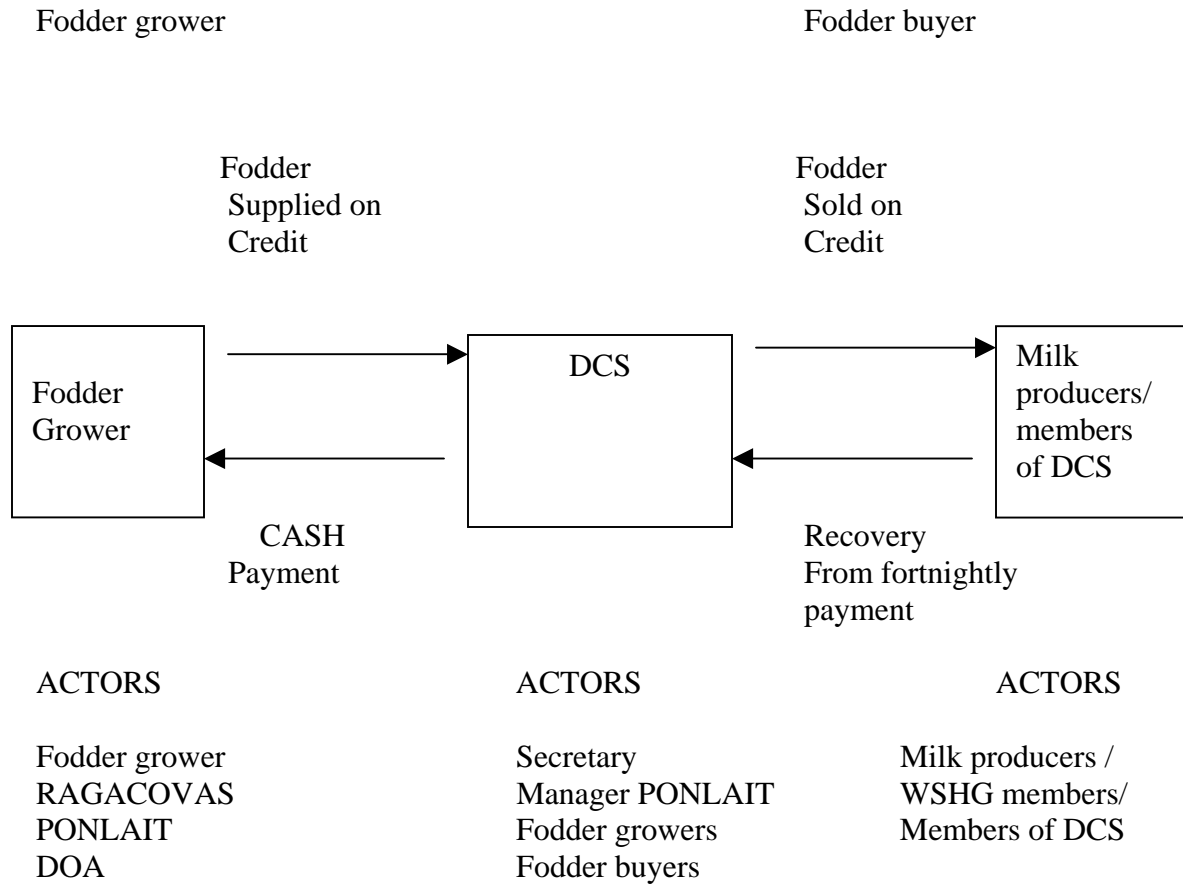 Fodder grower
Fodder buyer
Fodder
Supplied on
Credit
Fodder
Sold on
Credit
Fodder
Grower
DCS
Milk
producers/
members
of DCS
CASH
Payment
Recovery
From fortnightly
payment
ACTORS
Fodder grower
RAGACOVAS
PONLAIT
DOA
ACTORS
Secretary
Manager PONLAIT
Fodder growers
Fodder buyers
ACTORS
Milk producers /
WSHG members/
Members of DCS